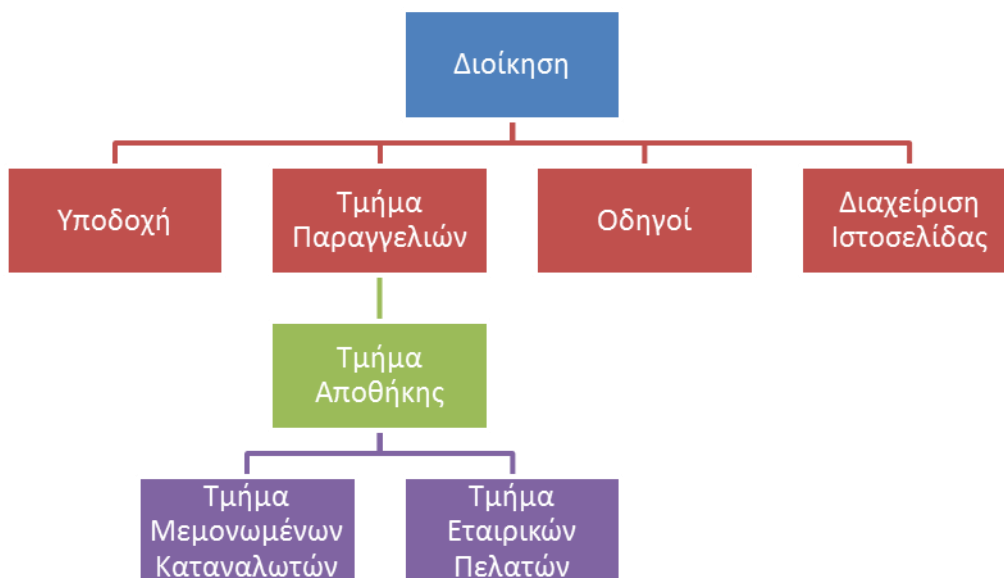 Διοίκηση
Υποδοχή
Τμήμα
Παραγγελιών
Οδηγοί
Διαχείριση
Ιστοσελίδας
Τμήμα
Αποθήκης
Τμήμα
Μεμονωμένων
Καταναλωτών
Τμήμα
Εταιρικών
Πελατών